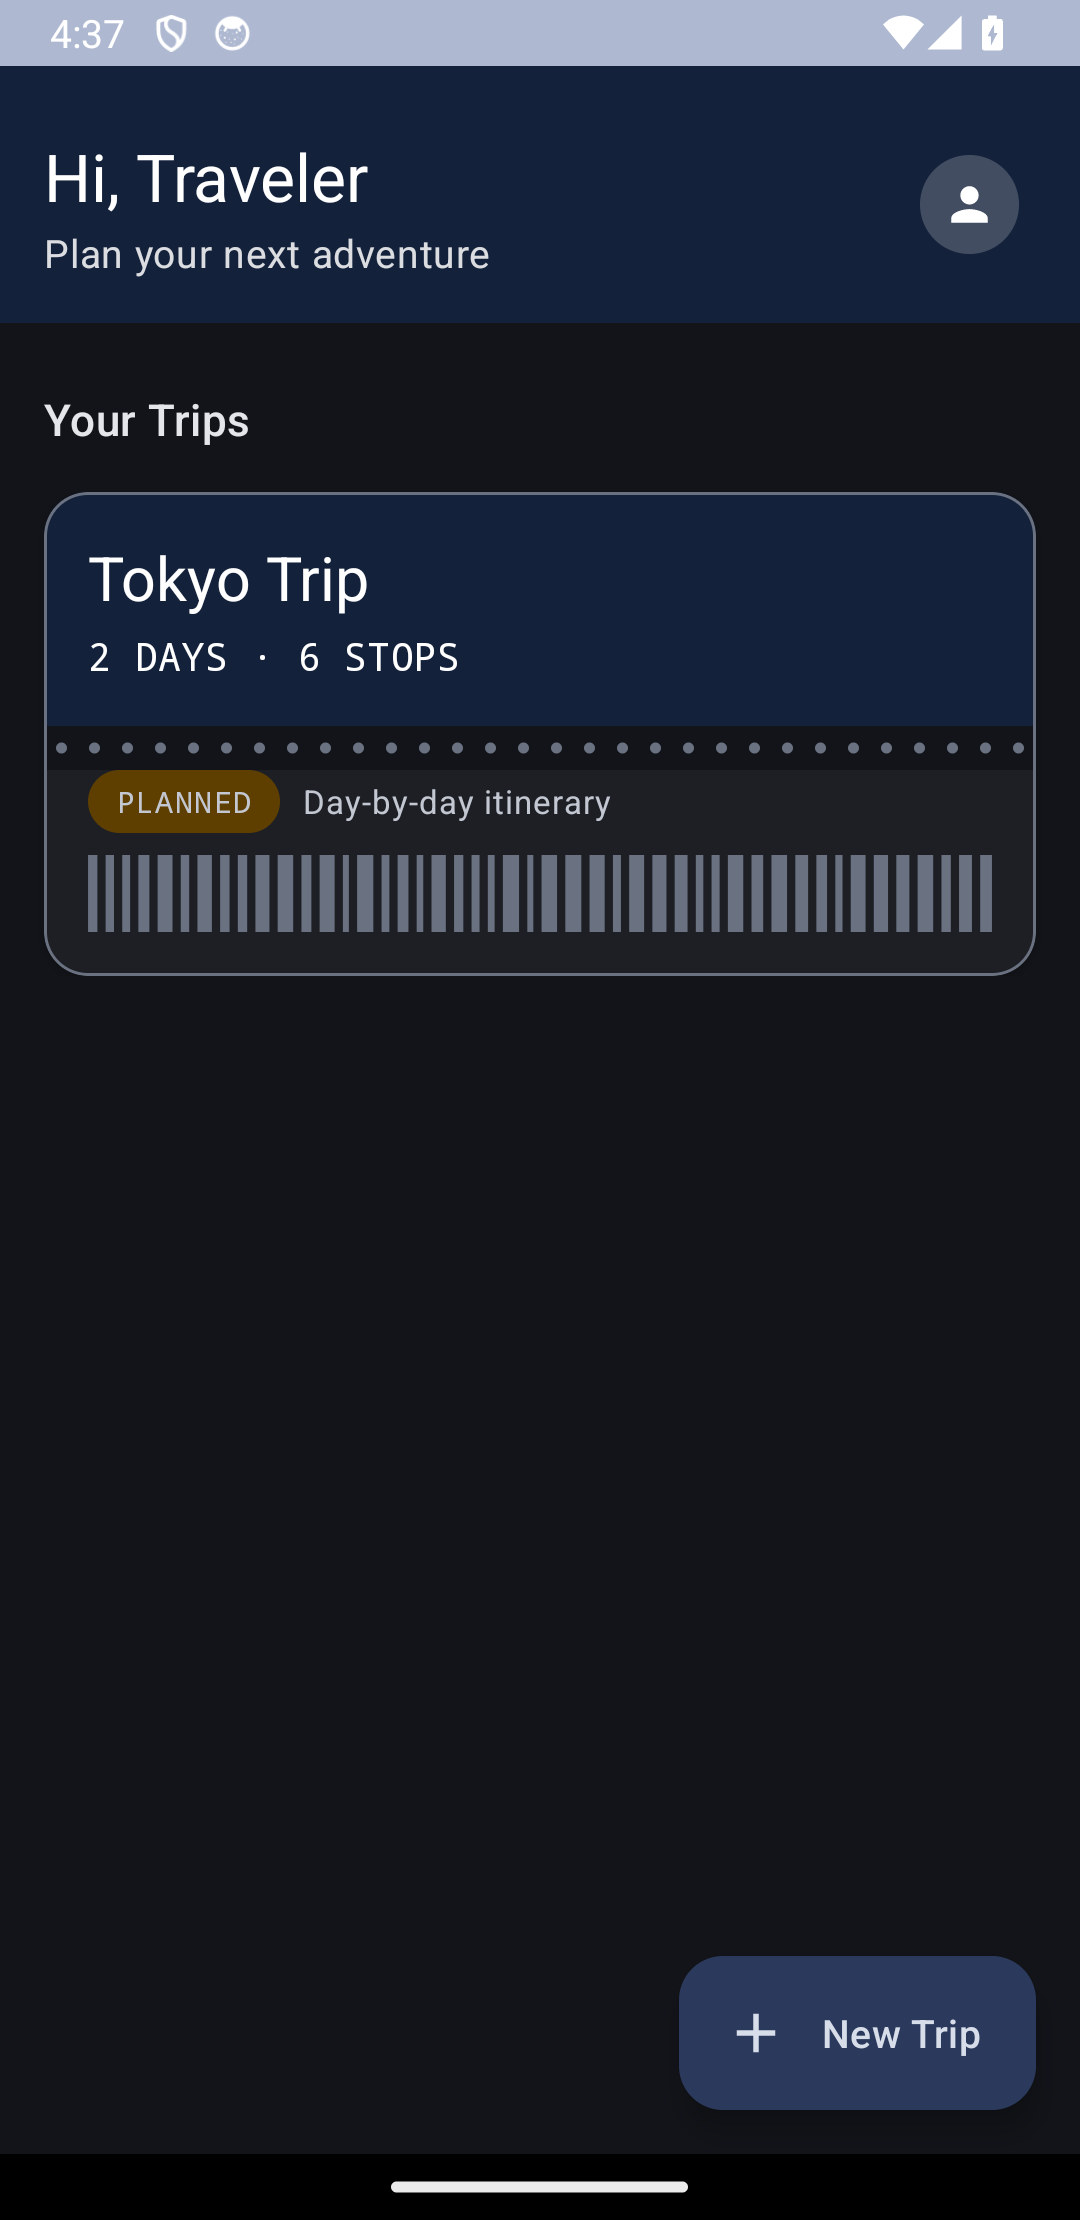 4:37
Hi, Traveler
Plan your next adventure
Your Trips
Tokyo Trip
2 DAYS · 6 STOPS
PLANNED Day-by-day itinerary
New Trip